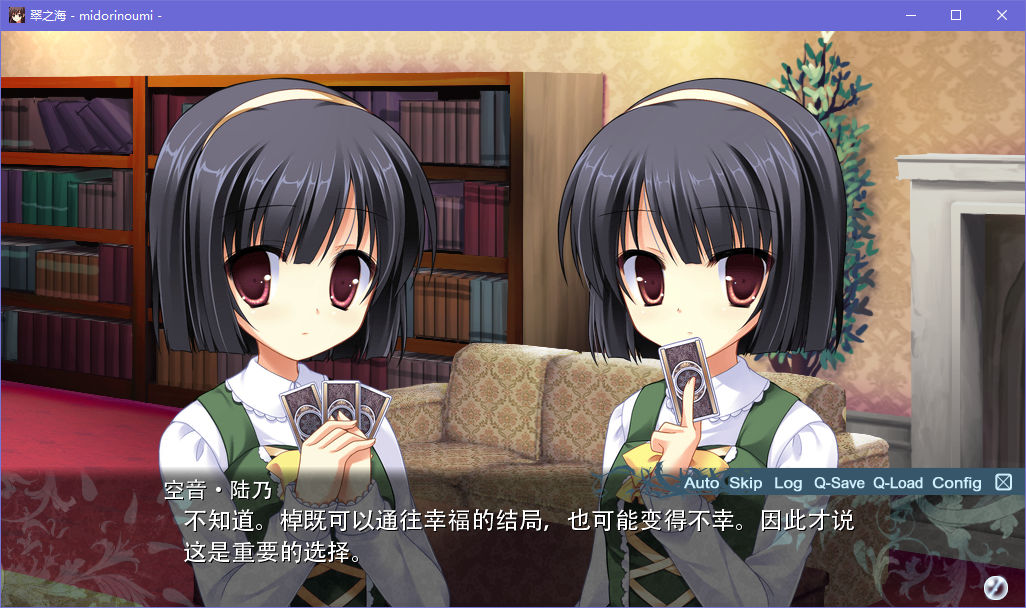 翠之海 - midorinoumi -
Auto Skip Log Q-Save Q-Load Config
空音・陆乃
不知道。棹既可以通往幸福的结局，也可能变得不幸。因此才说
这是重要的选择。